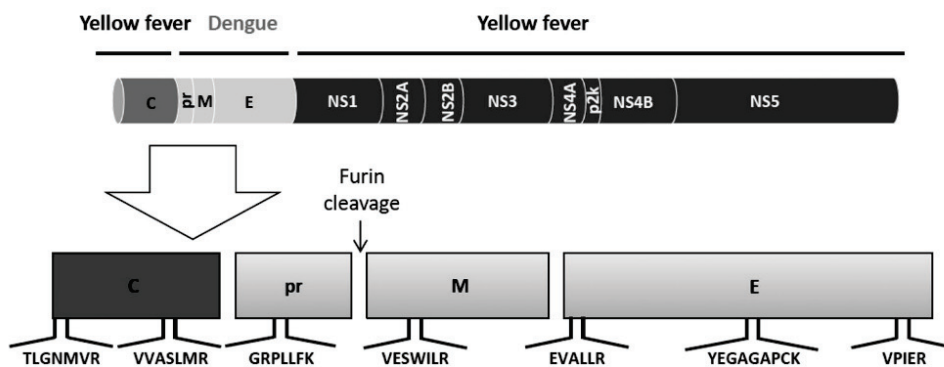 Yellow fever Dengue Yellow fever
C pr M E NS1 NS2A NS2B NS3 NS4A p2k NS4B NS5
Furin
cleavage
C pr M E
TLGNMVR VVASLMR GRPLLFK VESWILR EVALLR YEGAGAPCK VPIER